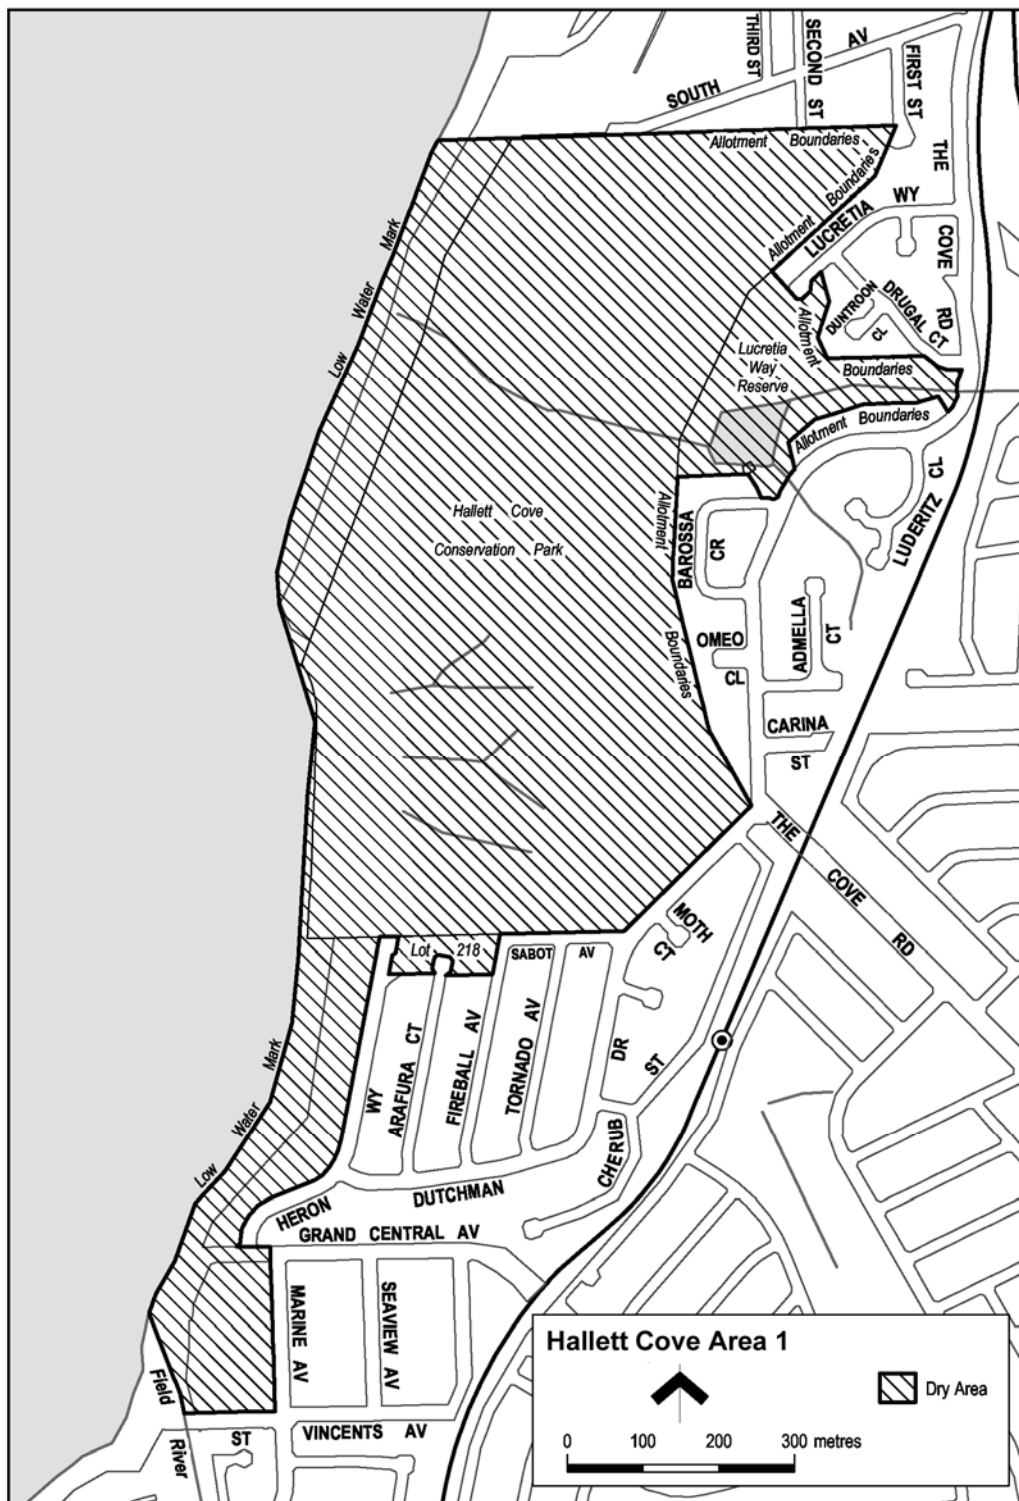 THIRD ST
SECOND ST
AV
FIRST ST
SOUTH
Allotment Boundaries
THE
Allotment Boundaries
WY
LUCRETIA
COVE
Mark
Water
Low
DUNTROON
CL
DRUGAL
CT
RD
Allotment
Lucretia
Way
Reserve
Boundaries
Allotment Boundaries
CL
LUDERITZ
Hallett Cove
Conservation Park
Allotment
BAROSSA
CR
OMEO
CL
ADMELLA
CT
Boundaries
CARINA
ST
THE
COVE
RD
MOTH
CT
Lot 218
SABOT AV
DR
ST
WY
ARAFURA CT
FIREBALL AV
TORNADO AV
CHERUB
Mark
Water
Low
HERON
DUTCHMAN
GRAND CENTRAL AV
MARINE AV
SEAVIEW AV
Field
River
ST
VINCENTS AV
Hallett Cove Area 1
Dry Area
0 100 200 300 metres